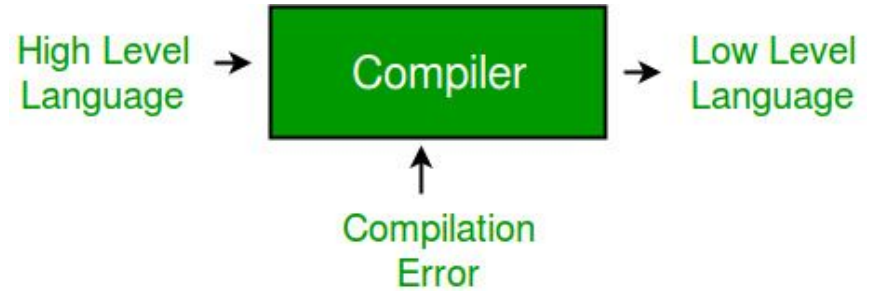 High Level
Language
Compiler
Low Level
Language
Compilation
Error